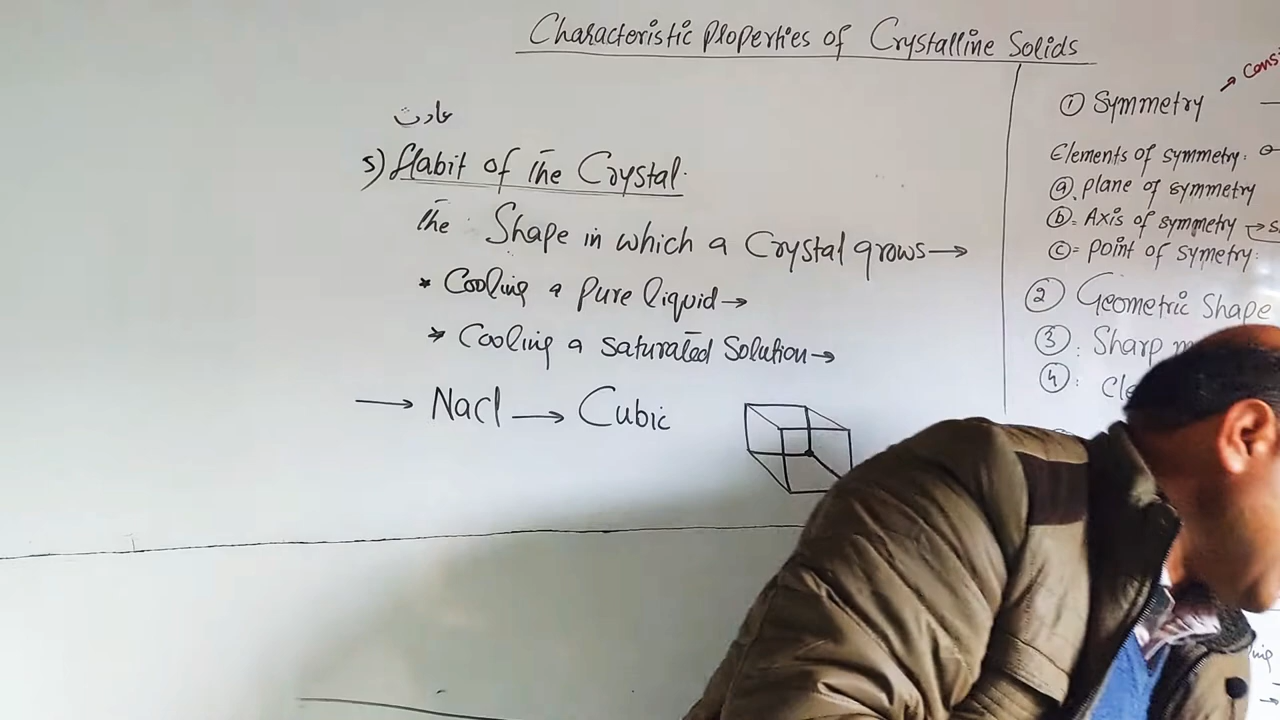 Characteristic Properties of Crystalline Solids
عادت
5) Habit of the Crystal.
The Shape in which a Crystal grows→
* Cooling a Pure liquid→
* Cooling a saturated Solution→
→ Nacl → Cubic
① Symmetry
Elements of symmetry:
ⓐ. plane of symmetry
ⓑ= Axis of symmetry →
ⓒ= point of symetry:
② Geometric Shape
③. Sharp
④: